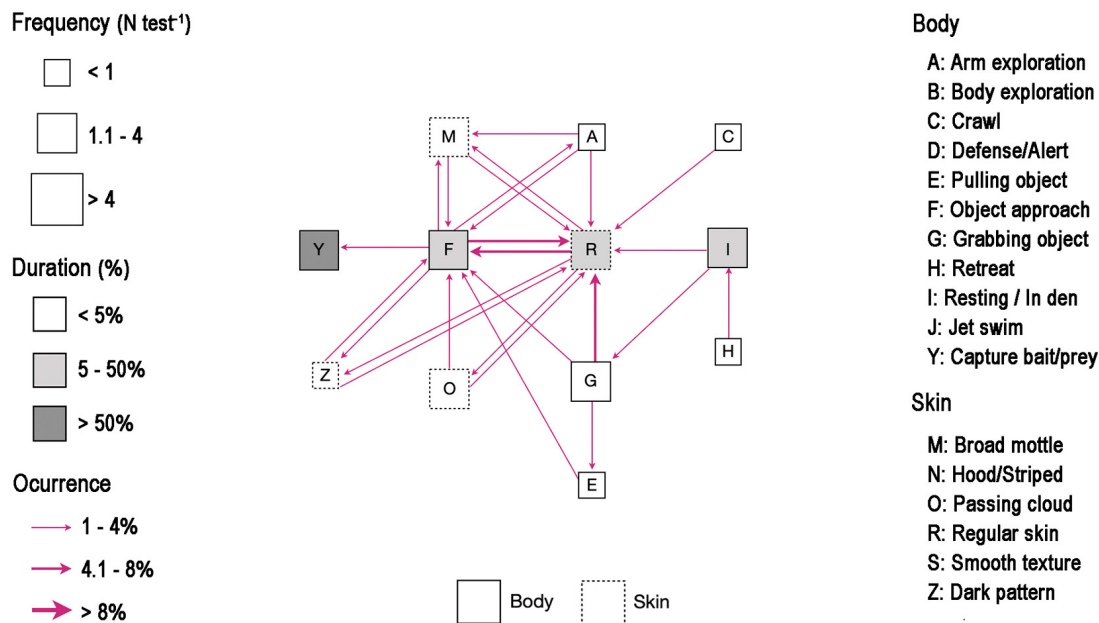 Frequency (N test⁻¹)
< 1
1.1 - 4
> 4
Duration (%)
< 5%
5 - 50%
> 50%
Ocurrence
1 - 4%
4.1 - 8%
> 8%
M
A
C
Y
F
R
I
Z
O
G
H
E
Body
Skin
Body
A: Arm exploration
B: Body exploration
C: Crawl
D: Defense/Alert
E: Pulling object
F: Object approach
G: Grabbing object
H: Retreat
I: Resting / In den
J: Jet swim
Y: Capture bait/prey
Skin
M: Broad mottle
N: Hood/Striped
O: Passing cloud
R: Regular skin
S: Smooth texture
Z: Dark pattern